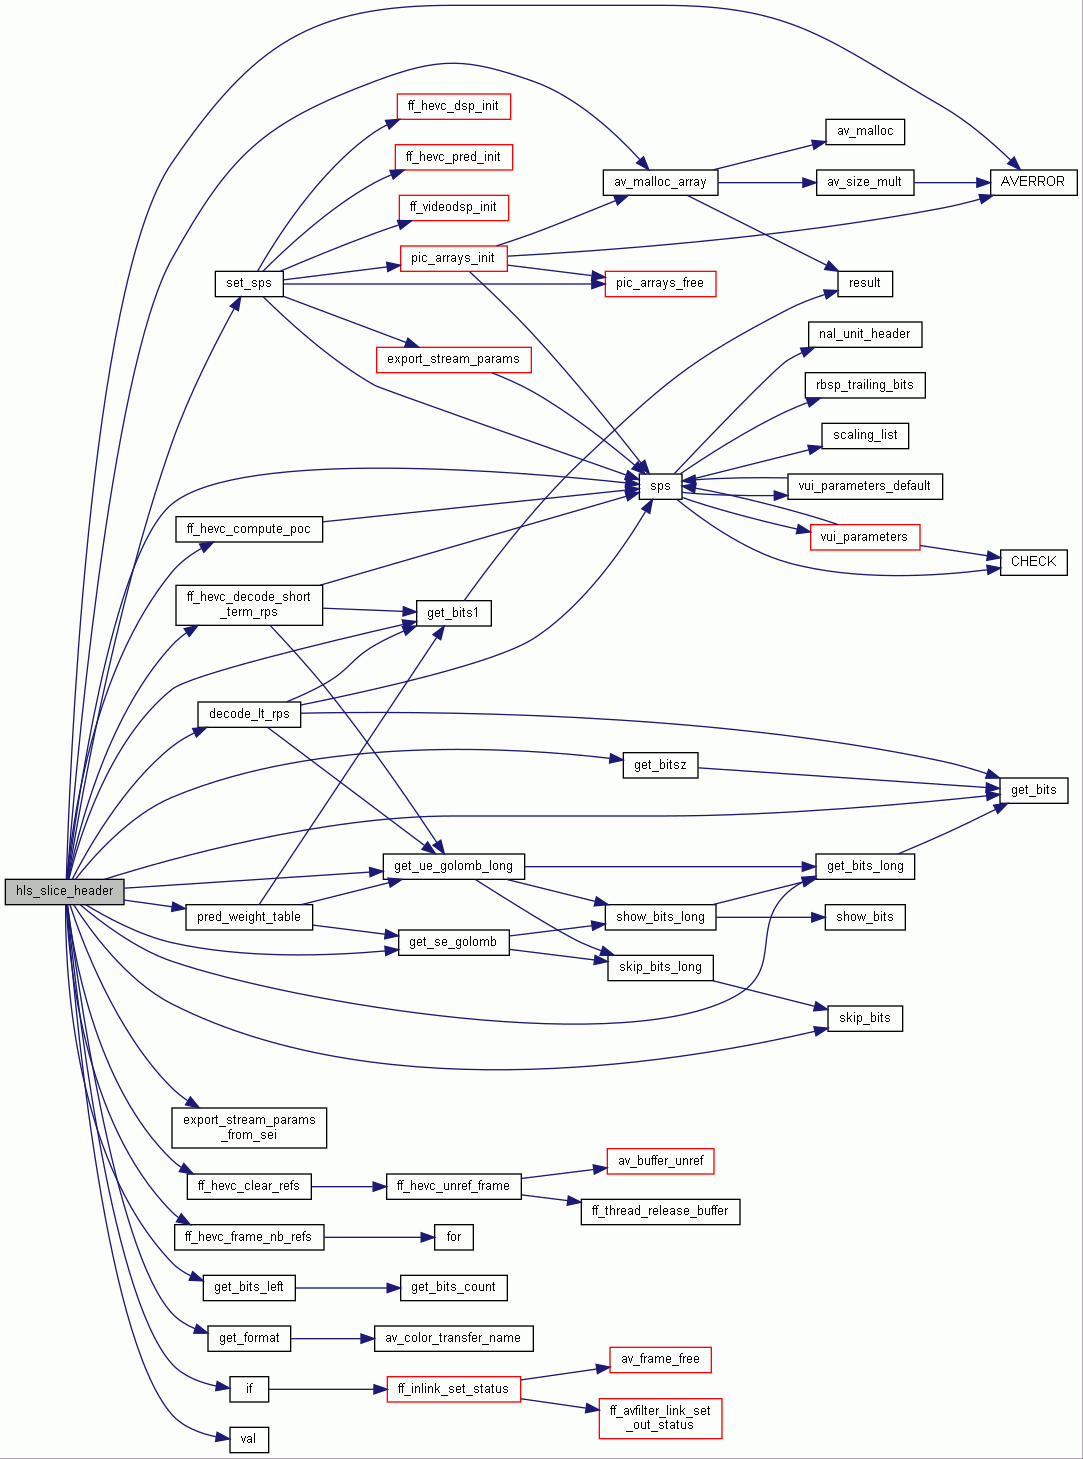 ff_hevc_dsp_init
av_malloc
ff_hevc_pred_init
av_malloc_array
av_size_mult
AVERROR
ff_videodsp_init
pic_arrays_init
set_sps
pic_arrays_free
result
nal_unit_header
export_stream_params
rbsp_trailing_bits
scaling_list
sps
vui_parameters_default
ff_hevc_compute_poc
vui_parameters
CHECK
ff_hevc_decode_short
_term_rps
get_bits1
decode_lt_rps
get_bitsz
get_bits
get_ue_golomb_long
get_bits_long
hls_slice_header
pred_weight_table
show_bits_long
show_bits
get_se_golomb
skip_bits_long
skip_bits
export_stream_params
_from_sei
av_buffer_unref
ff_hevc_clear_refs
ff_hevc_unref_frame
ff_thread_release_buffer
ff_hevc_frame_nb_refs
for
get_bits_left
get_bits_count
get_format
av_color_transfer_name
av_frame_free
if
ff_inlink_set_status
ff_avfilter_link_set
_out_status
val